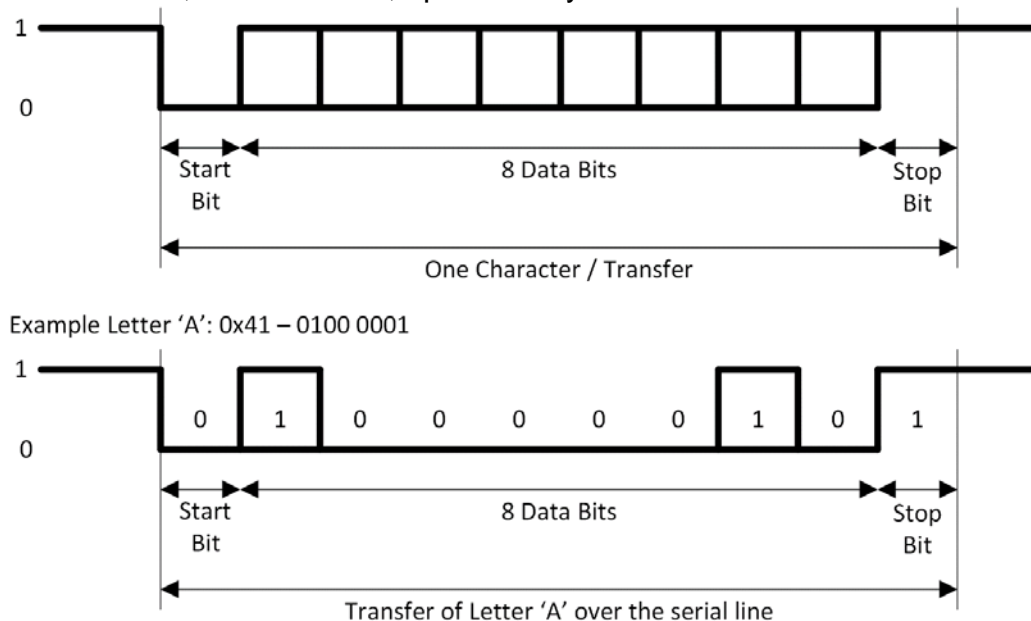 1
0
Start
Bit
8 Data Bits
Stop
Bit
One Character / Transfer
Example Letter ‘A’: 0x41 – 0100 0001
1
0 1 0 0 0 0 0 1 0 1
0
Start
Bit
8 Data Bits
Stop
Bit
Transfer of Letter ‘A’ over the serial line